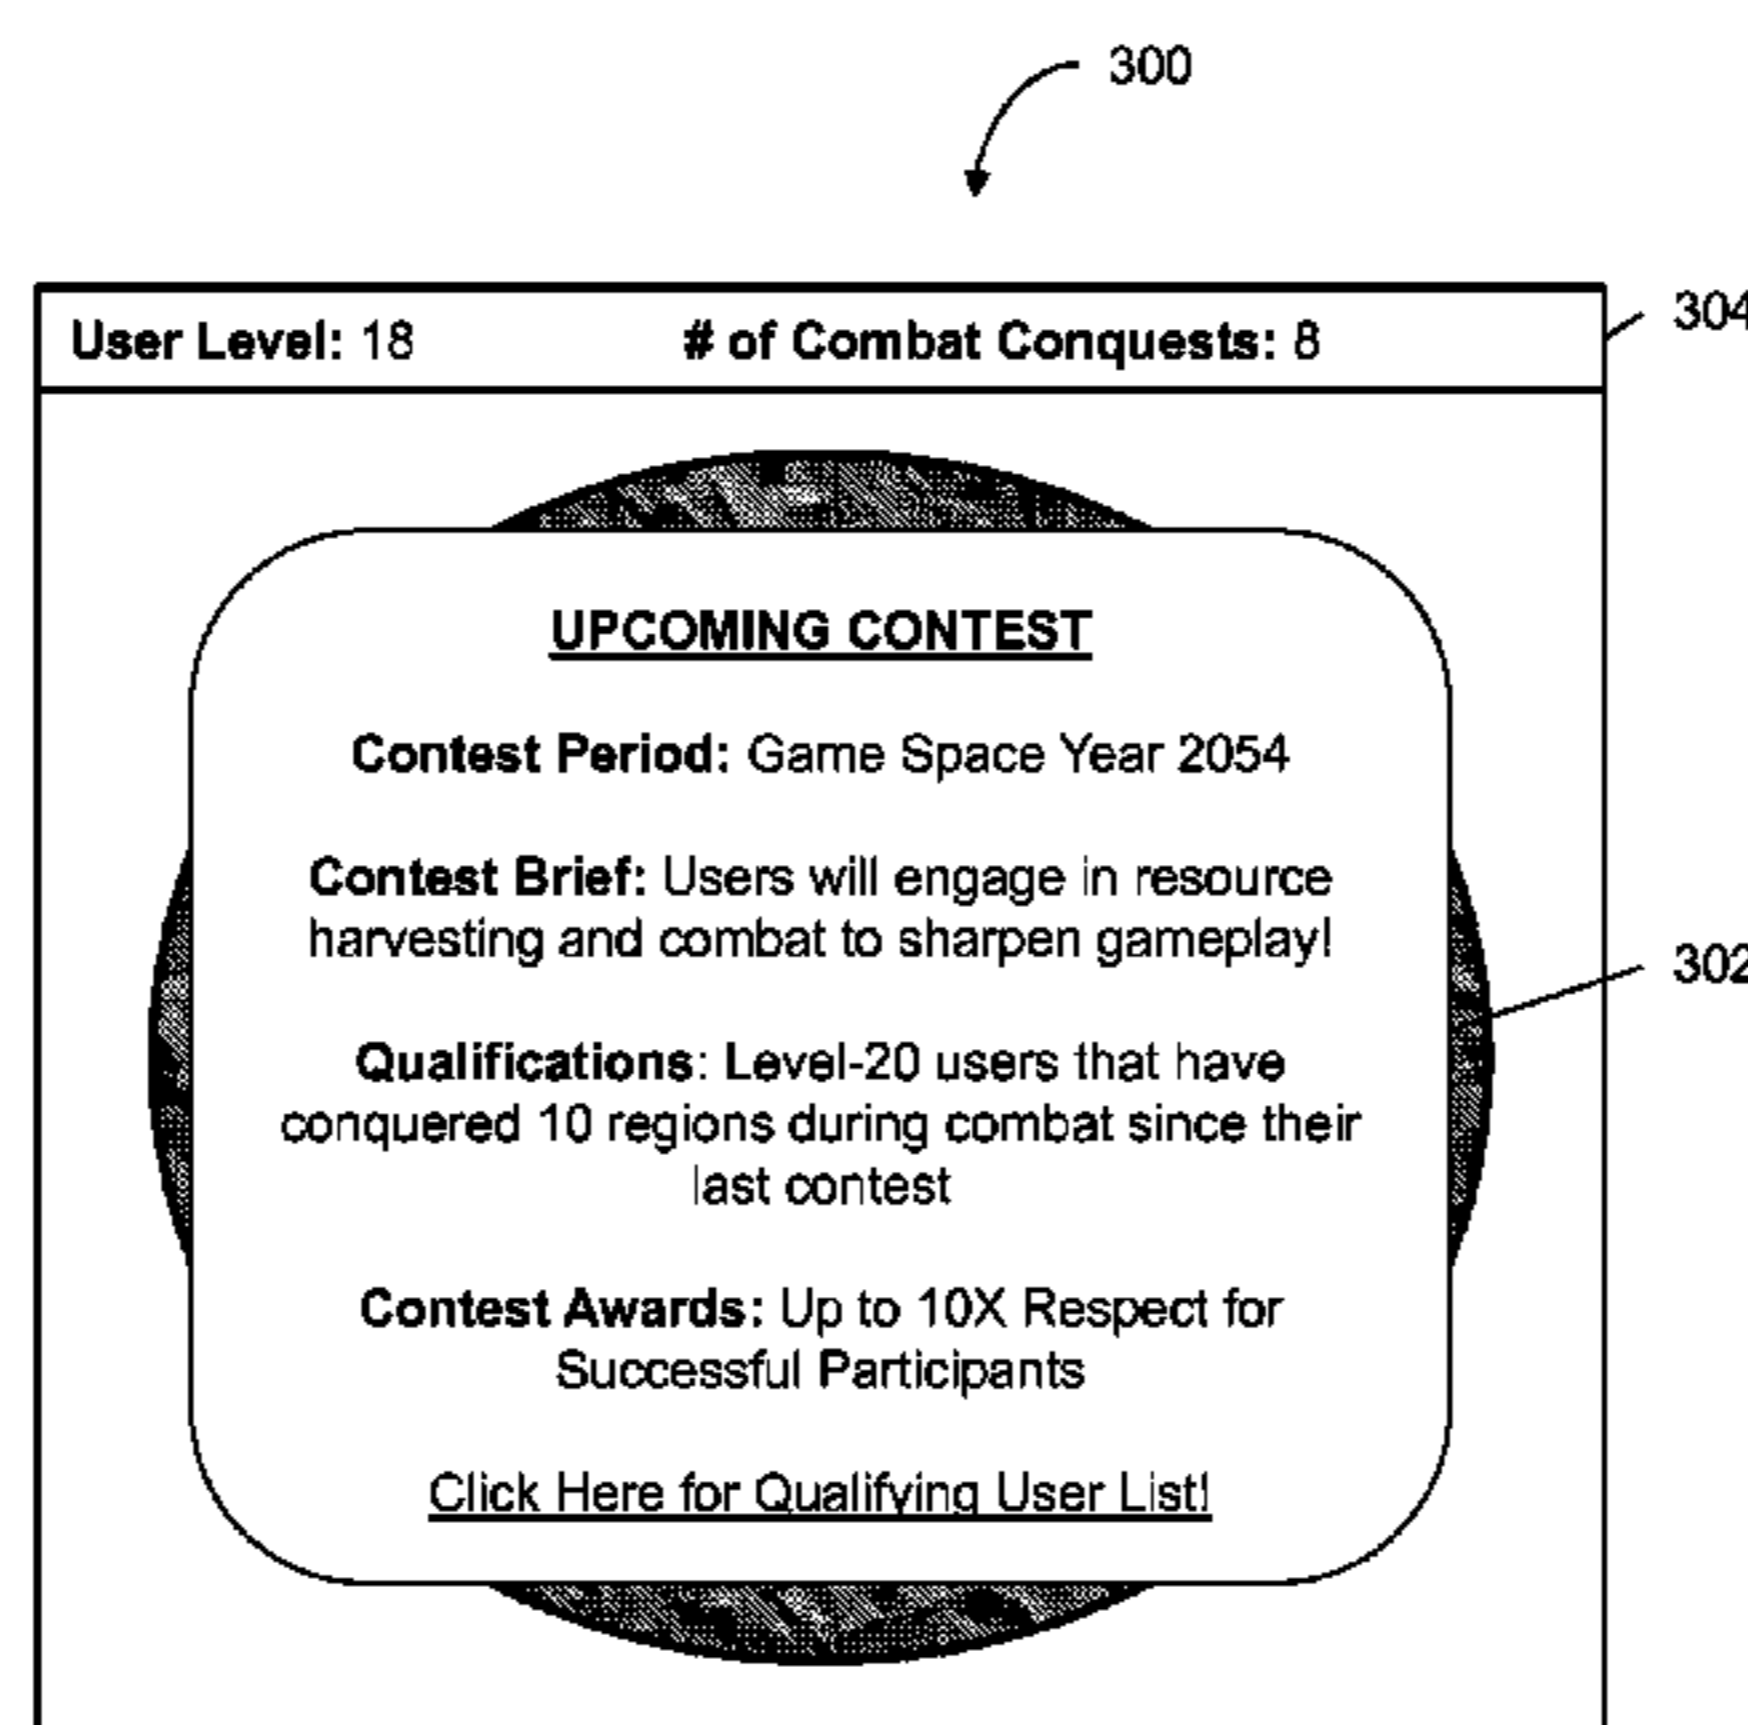 300
User Level: 18 # of Combat Conquests: 8
304
UPCOMING CONTEST
Contest Period: Game Space Year 2054
Contest Brief: Users will engage in resource
harvesting and combat to sharpen gameplay!
302
Qualifications: Level-20 users that have
conquered 10 regions during combat since their
last contest
Contest Awards: Up to 10X Respect for
Successful Participants
Click Here for Qualifying User List!